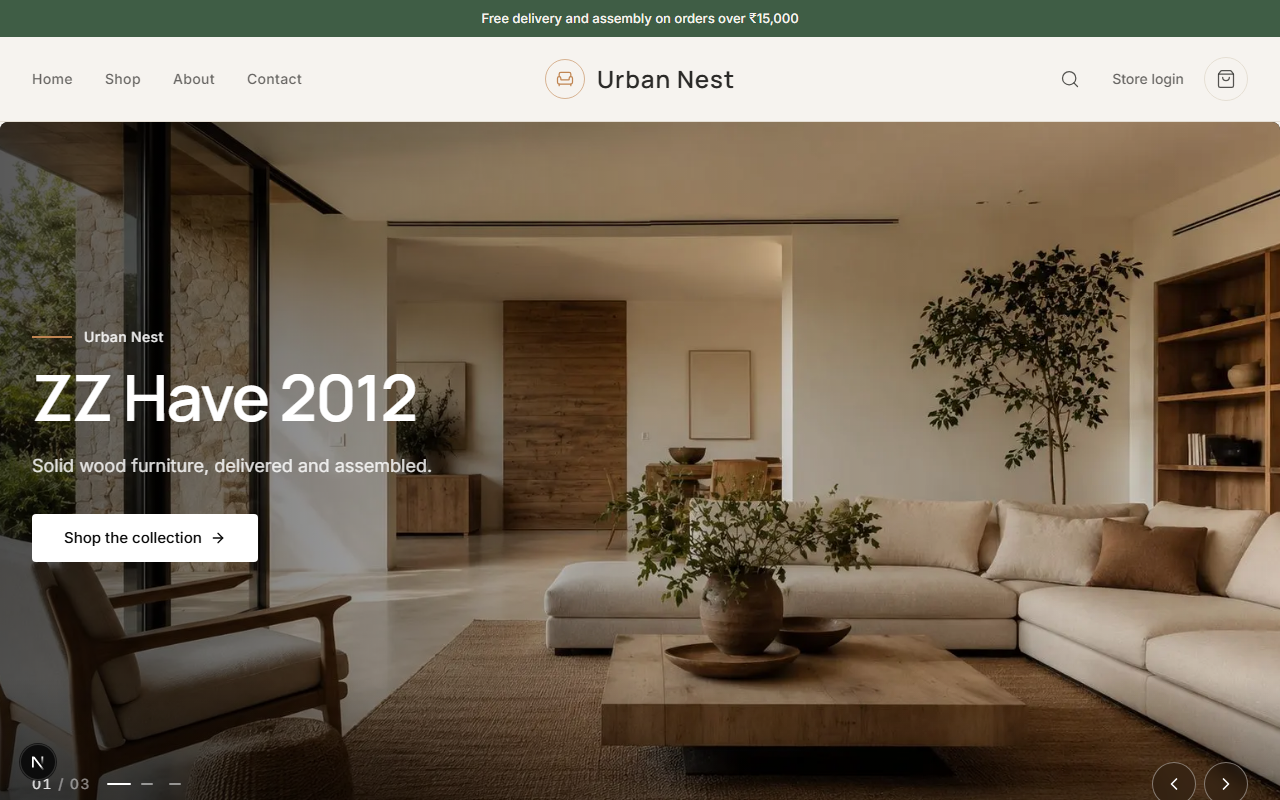 Free delivery and assembly on orders over ₹15,000
Home
Shop
About
Contact
Urban Nest
Store login
Urban Nest
ZZ Have 2012
Solid wood furniture, delivered and assembled.
Shop the collection
N
01 / 03